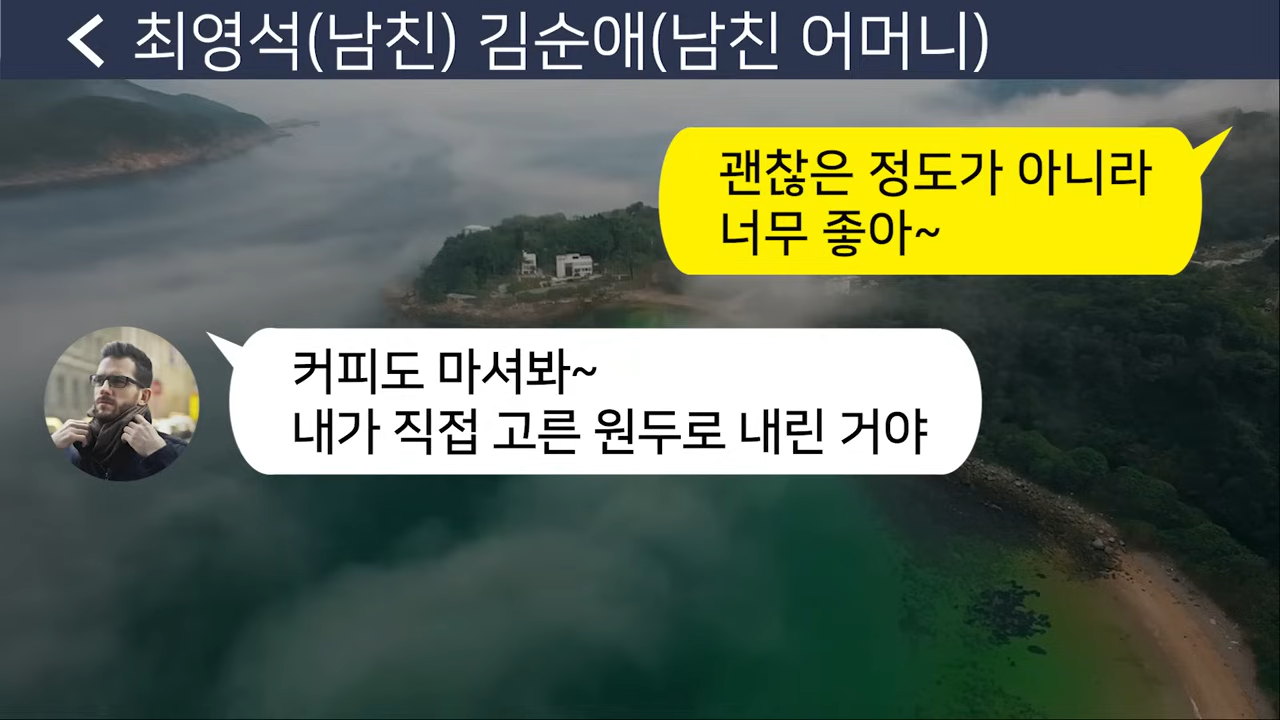 최영석(남친) 김순애(남친 어머니)
괜찮은 정도가 아니라
너무 좋아~
커피도 마셔봐~
내가 직접 고른 원두로 내린 거야